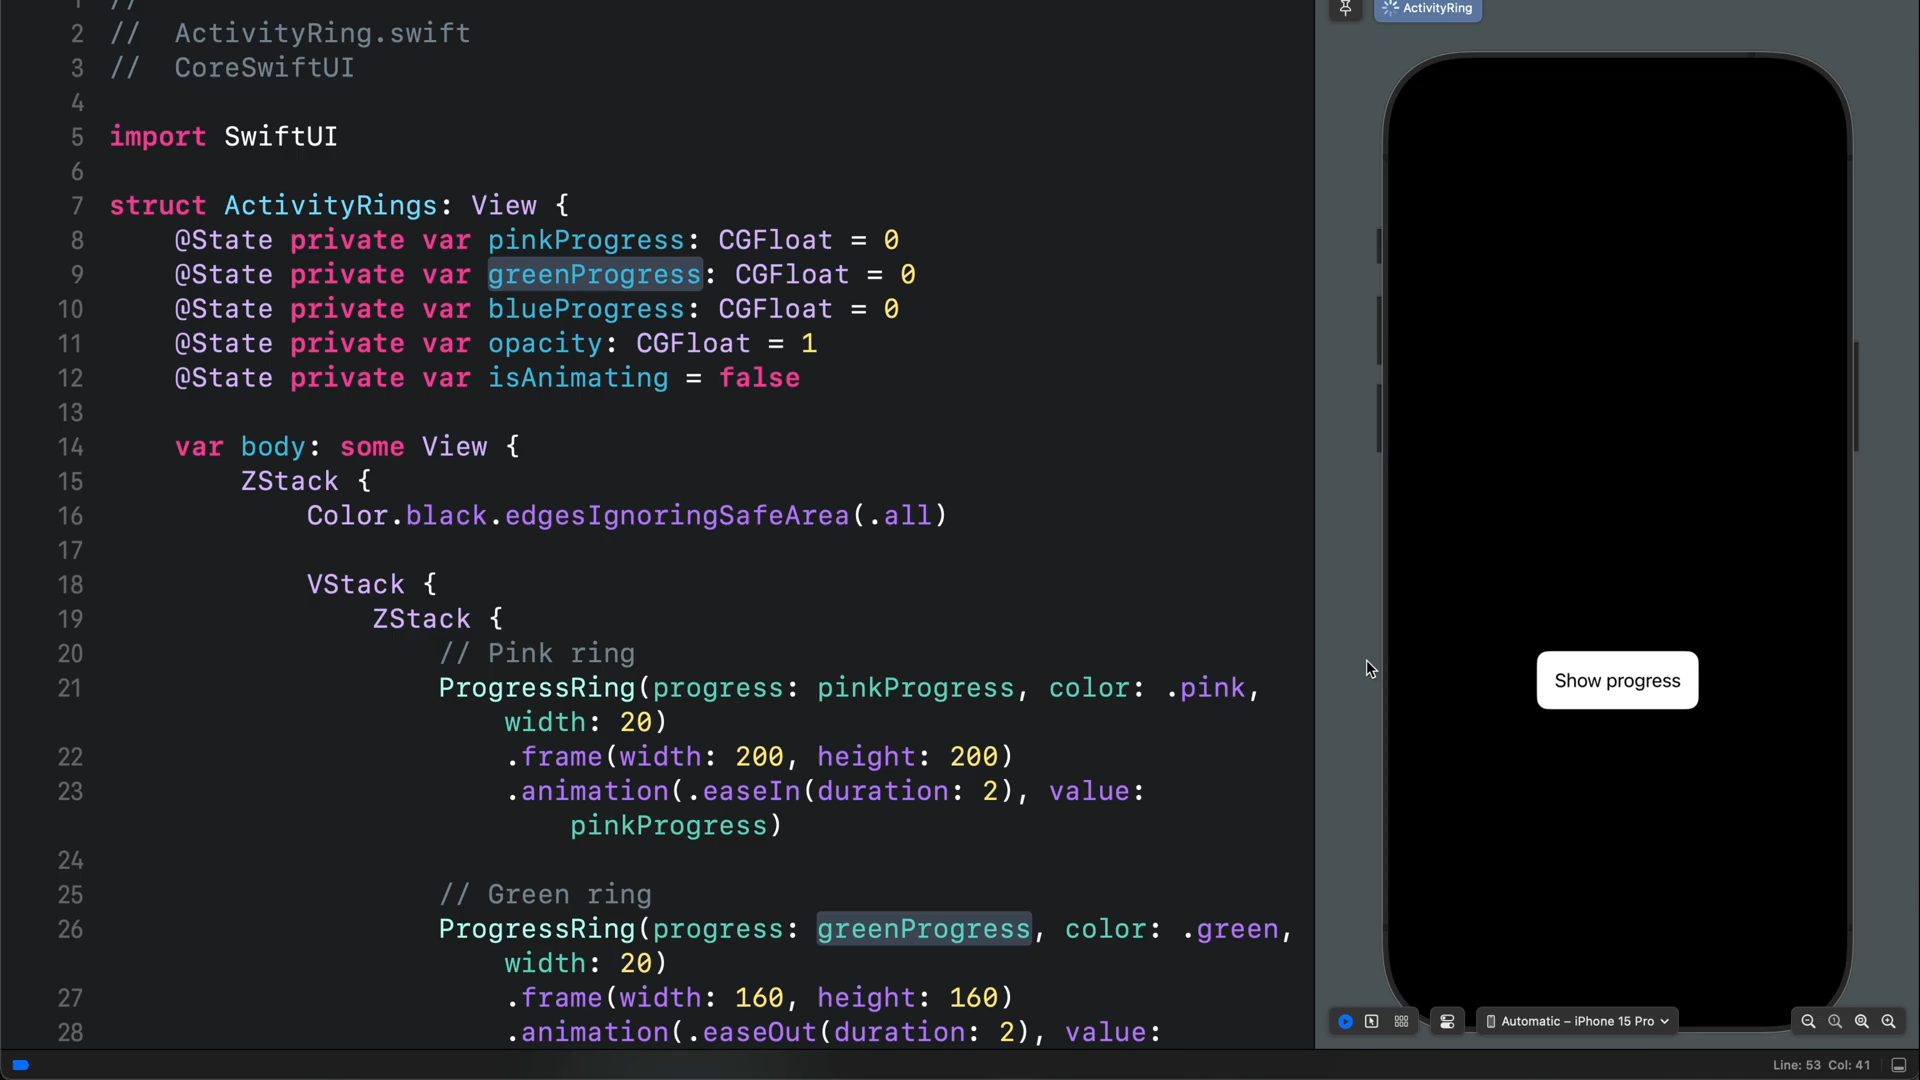 1 //
2 //  ActivityRing.swift
3 //  CoreSwiftUI
4
5 import SwiftUI
6
7 struct ActivityRings: View {
8     @State private var pinkProgress: CGFloat = 0
9     @State private var greenProgress: CGFloat = 0
10     @State private var blueProgress: CGFloat = 0
11     @State private var opacity: CGFloat = 1
12     @State private var isAnimating = false
13
14     var body: some View {
15         ZStack {
16             Color.black.edgesIgnoringSafeArea(.all)
17
18             VStack {
19                 ZStack {
20                     // Pink ring
21                     ProgressRing(progress: pinkProgress, color: .pink,
width: 20)
22                         .frame(width: 200, height: 200)
23                         .animation(.easeIn(duration: 2), value:
pinkProgress)
24
25                     // Green ring
26                     ProgressRing(progress: greenProgress, color: .green,
width: 20)
27                         .frame(width: 160, height: 160)
28                         .animation(.easeOut(duration: 2), value:
ActivityRing
Show progress
Automatic – iPhone 15 Pro
Line: 53 Col: 41